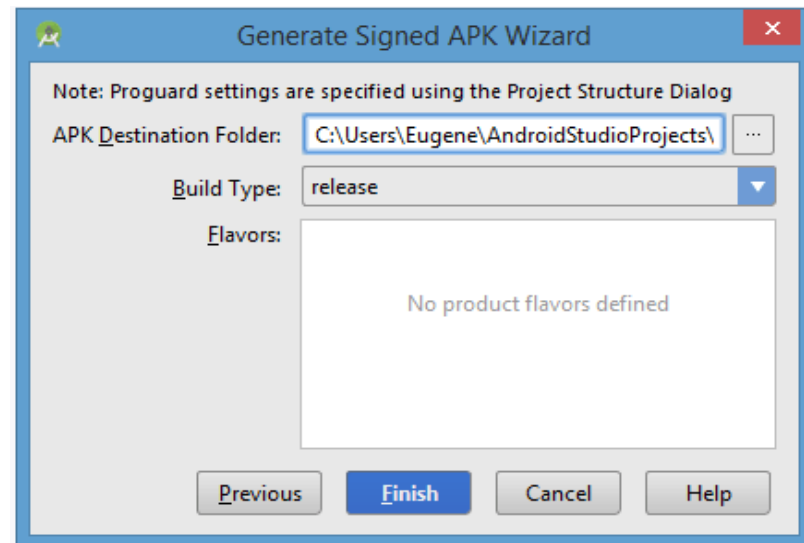 Generate Signed APK Wizard
Note: Proguard settings are specified using the Project Structure Dialog
APK Destination Folder: C:\Users\Eugene\AndroidStudioProjects\ ...
Build Type: release
Flavors:
No product flavors defined
Previous Finish Cancel Help